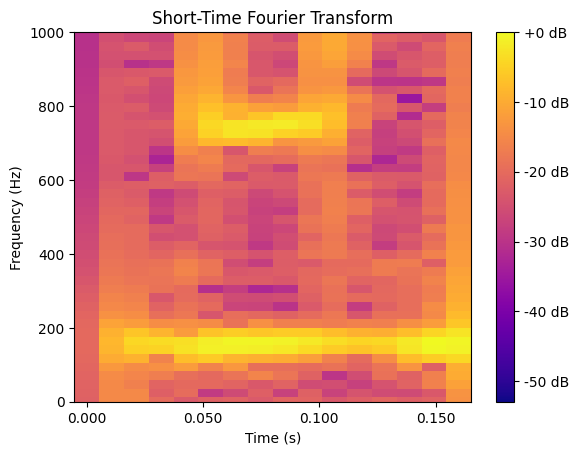 Short-Time Fourier Transform
1000
800
600
400
200
0
Frequency (Hz)
0.000
0.050
0.100
0.150
Time (s)
+0 dB
-10 dB
-20 dB
-30 dB
-40 dB
-50 dB